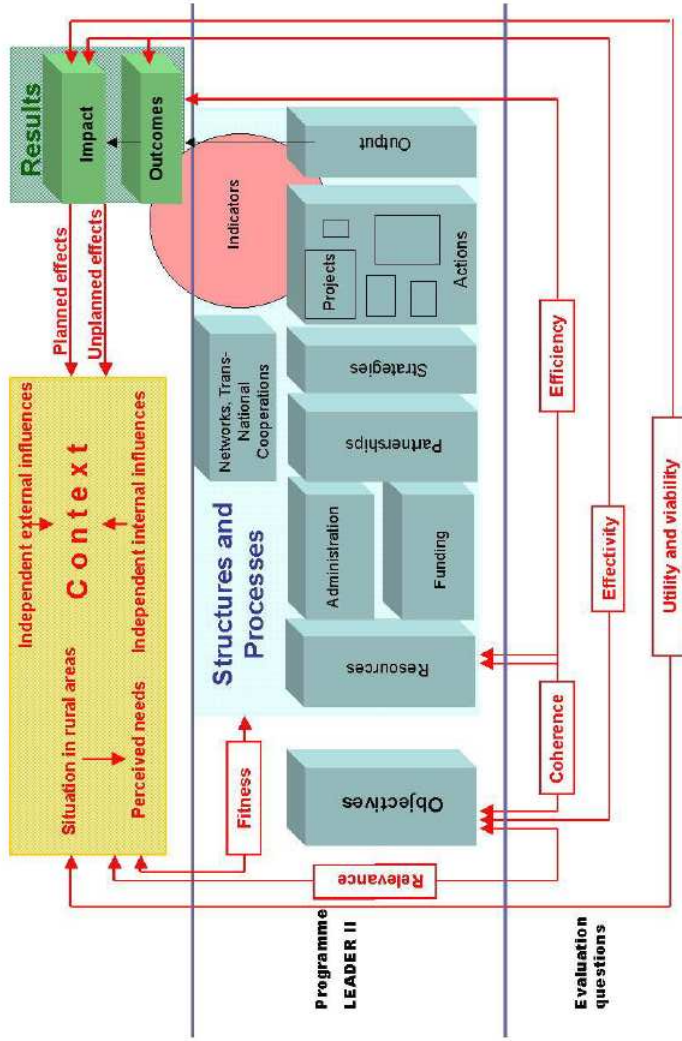 Independent external influences
Context
Independent internal influences
Situation in rural areas
Perceived needs
Planned effects
Unplanned effects
Results
Impact
Outcomes
Structures and
Processes
Networks, Trans-
National
Cooperations
Indicators
Fitness
Relevance
Programme
LEADER II
Objectives
Resources
Administration
Funding
Partnerships
Strategies
Projects
Actions
Output
Evaluation
questions
Coherence
Efficiency
Effectivity
Utility and viability